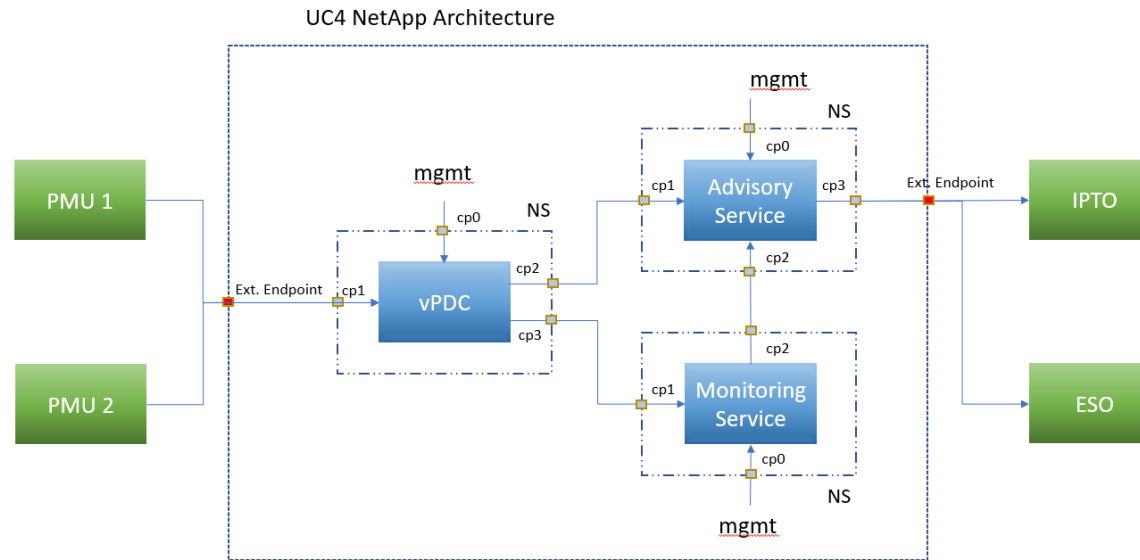 UC4 NetApp Architecture
mgmt
NS
cp0
PMU 1
mgmt
cp1
Advisory
Service
cp3
Ext. Endpoint
IPTO
cp0
NS
cp2
cp2
Ext. Endpoint
cp1
vPDC
cp3
cp2
PMU 2
cp1
Monitoring
Service
ESO
cp0
NS
mgmt